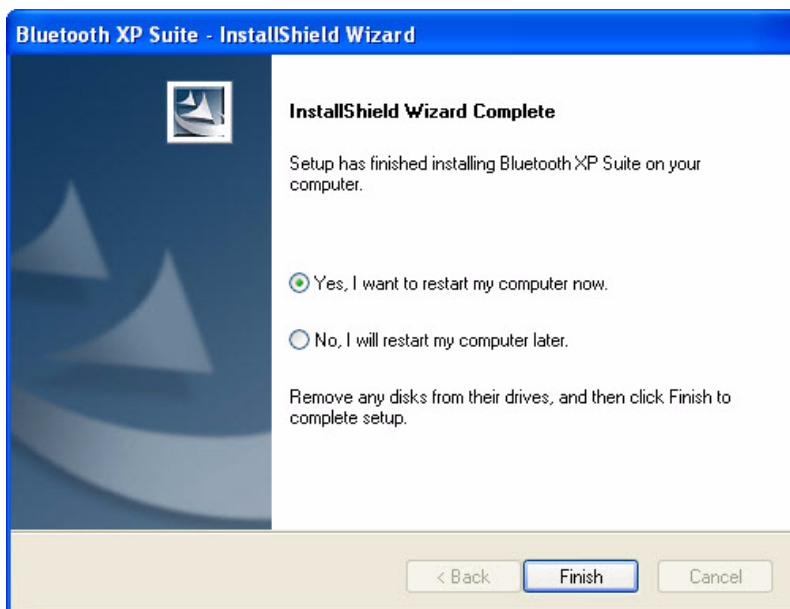 Bluetooth XP Suite - InstallShield Wizard
InstallShield Wizard Complete
Setup has finished installing Bluetooth XP Suite on your
computer.
Yes, I want to restart my computer now.
No, I will restart my computer later.
Remove any disks from their drives, and then click Finish to
complete setup.
< Back Finish Cancel